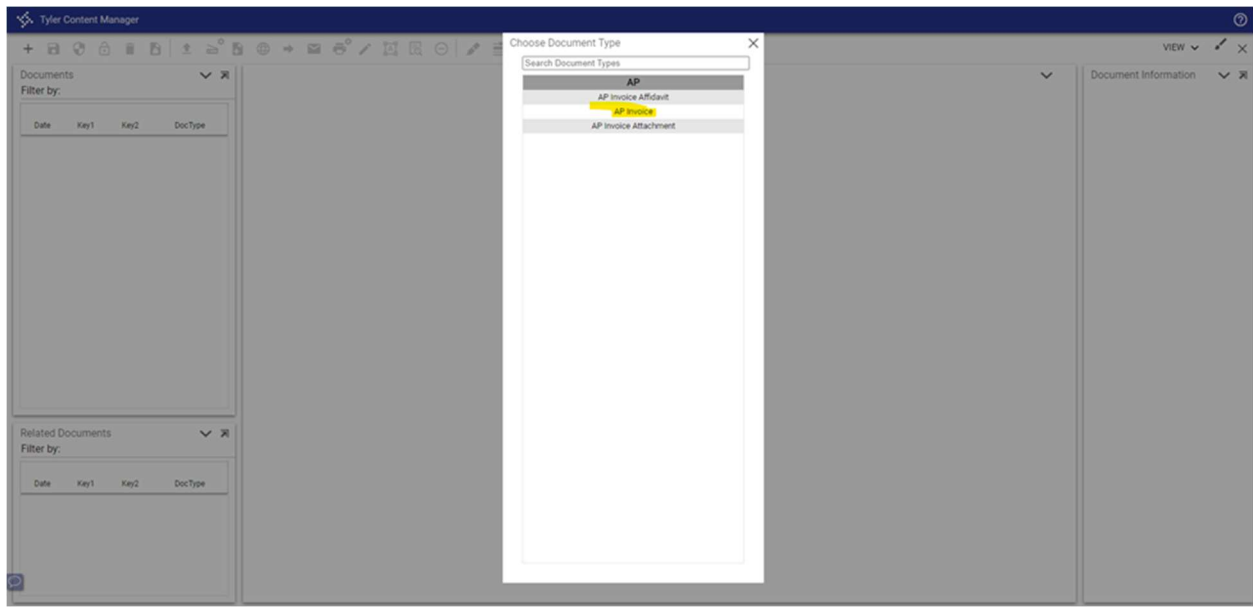 Tyler Content Manager
VIEW
Documents
Filter by:
Date Key1 Key2 DocType
Related Documents
Filter by:
Date Key1 Key2 DocType
Choose Document Type
Search Document Types
AP
AP Invoice Affidavit
AP Invoice
AP Invoice Attachment
Document Information